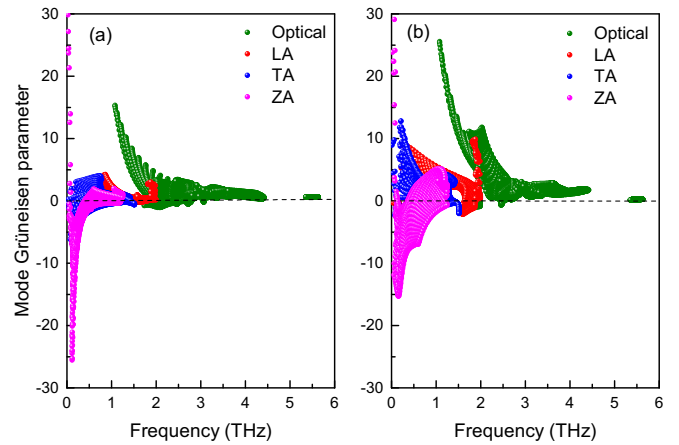 Mode Grüneisen parameter
(a)
Optical
LA
TA
ZA
30
20
10
0
-10
-20
-30
0 1 2 3 4 5 6
Frequency (THz)
(b)
Optical
LA
TA
ZA
30
20
10
0
-10
-20
-30
0 1 2 3 4 5 6
Frequency (THz)